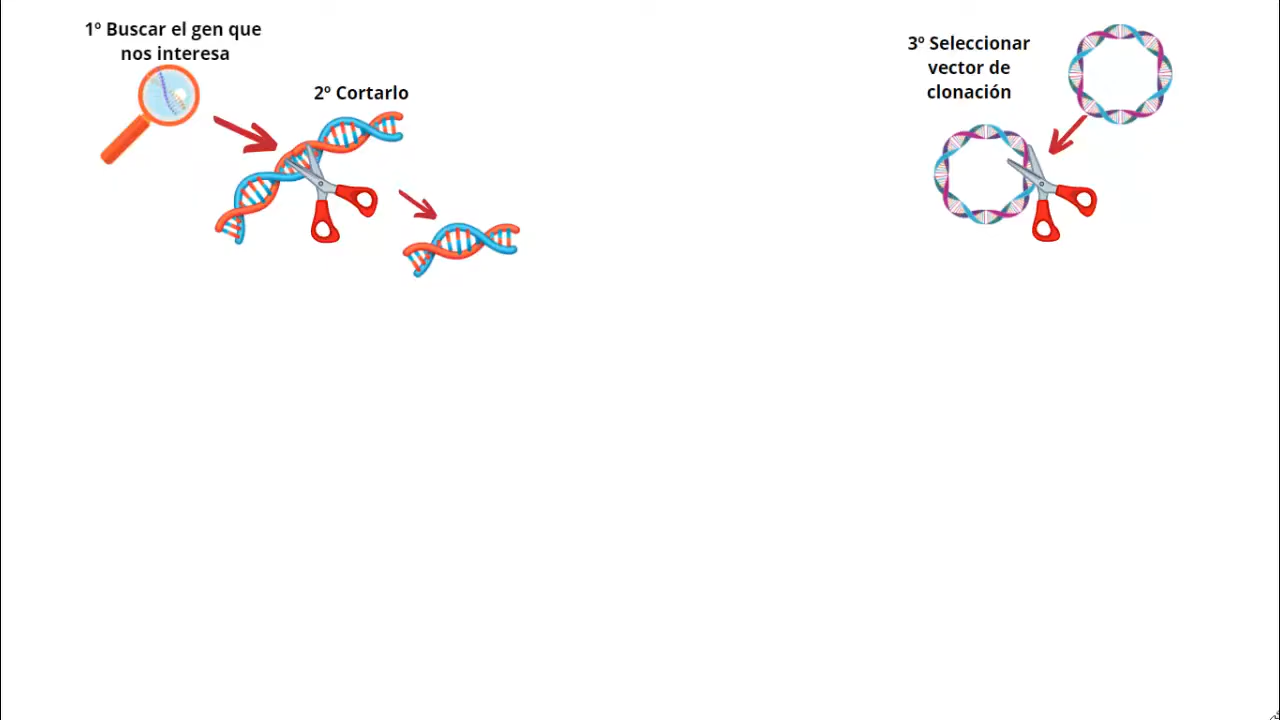 1º Buscar el gen que
nos interesa
2º Cortarlo
3º Seleccionar
vector de
clonación